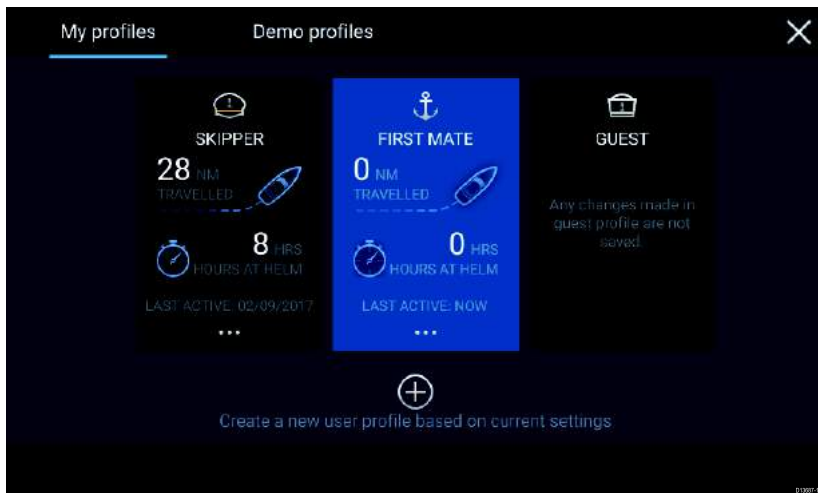 My profiles
Demo profiles
SKIPPER
28 NM
TRAVELLED
8 HRS
HOURS AT HELM
LAST ACTIVE: 02/09/2017
FIRST MATE
0 NM
TRAVELLED
0 HRS
HOURS AT HELM
LAST ACTIVE: NOW
GUEST
Any changes made in
guest profile are not
saved.
Create a new user profile based on current settings
D13687-1